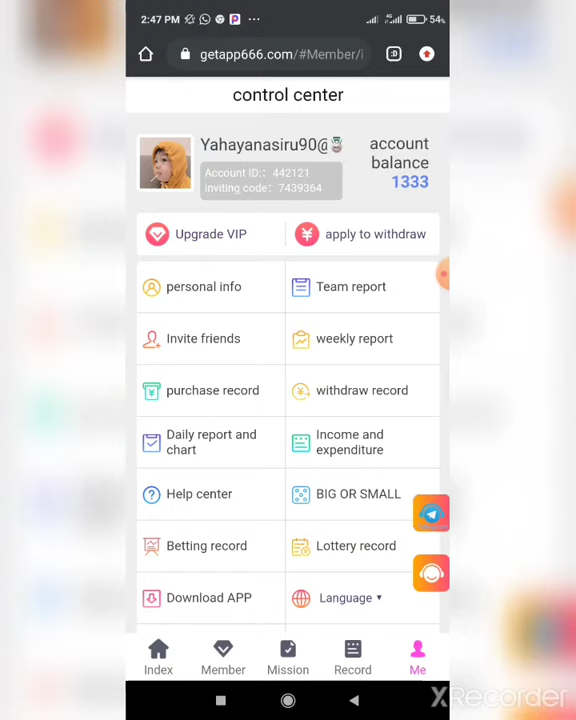 2:47 PM
54%
getapp666.com/#Member/i
:D
control center
Yahayanasiru90@
account
balance
1333
Account ID:: 442121
inviting code: 7439364
Upgrade VIP
apply to withdraw
personal info
Team report
Invite friends
weekly report
purchase record
withdraw record
Daily report and
chart
Income and
expenditure
Help center
BIG OR SMALL
Betting record
Lottery record
Download APP
Language ▾
Index
Member
Mission
Record
Me
XRecorder